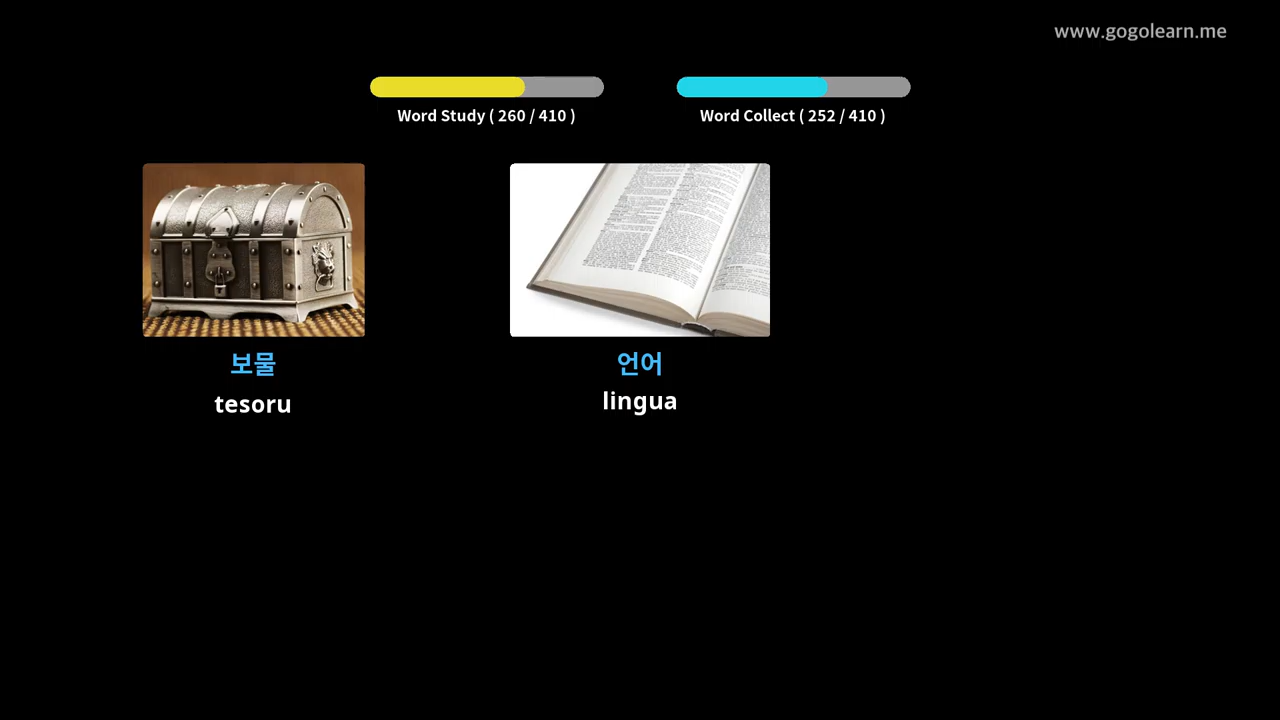 www.gogolearn.me
Word Study ( 260 / 410 )
Word Collect ( 252 / 410 )
보물
tesoru
언어
lingua